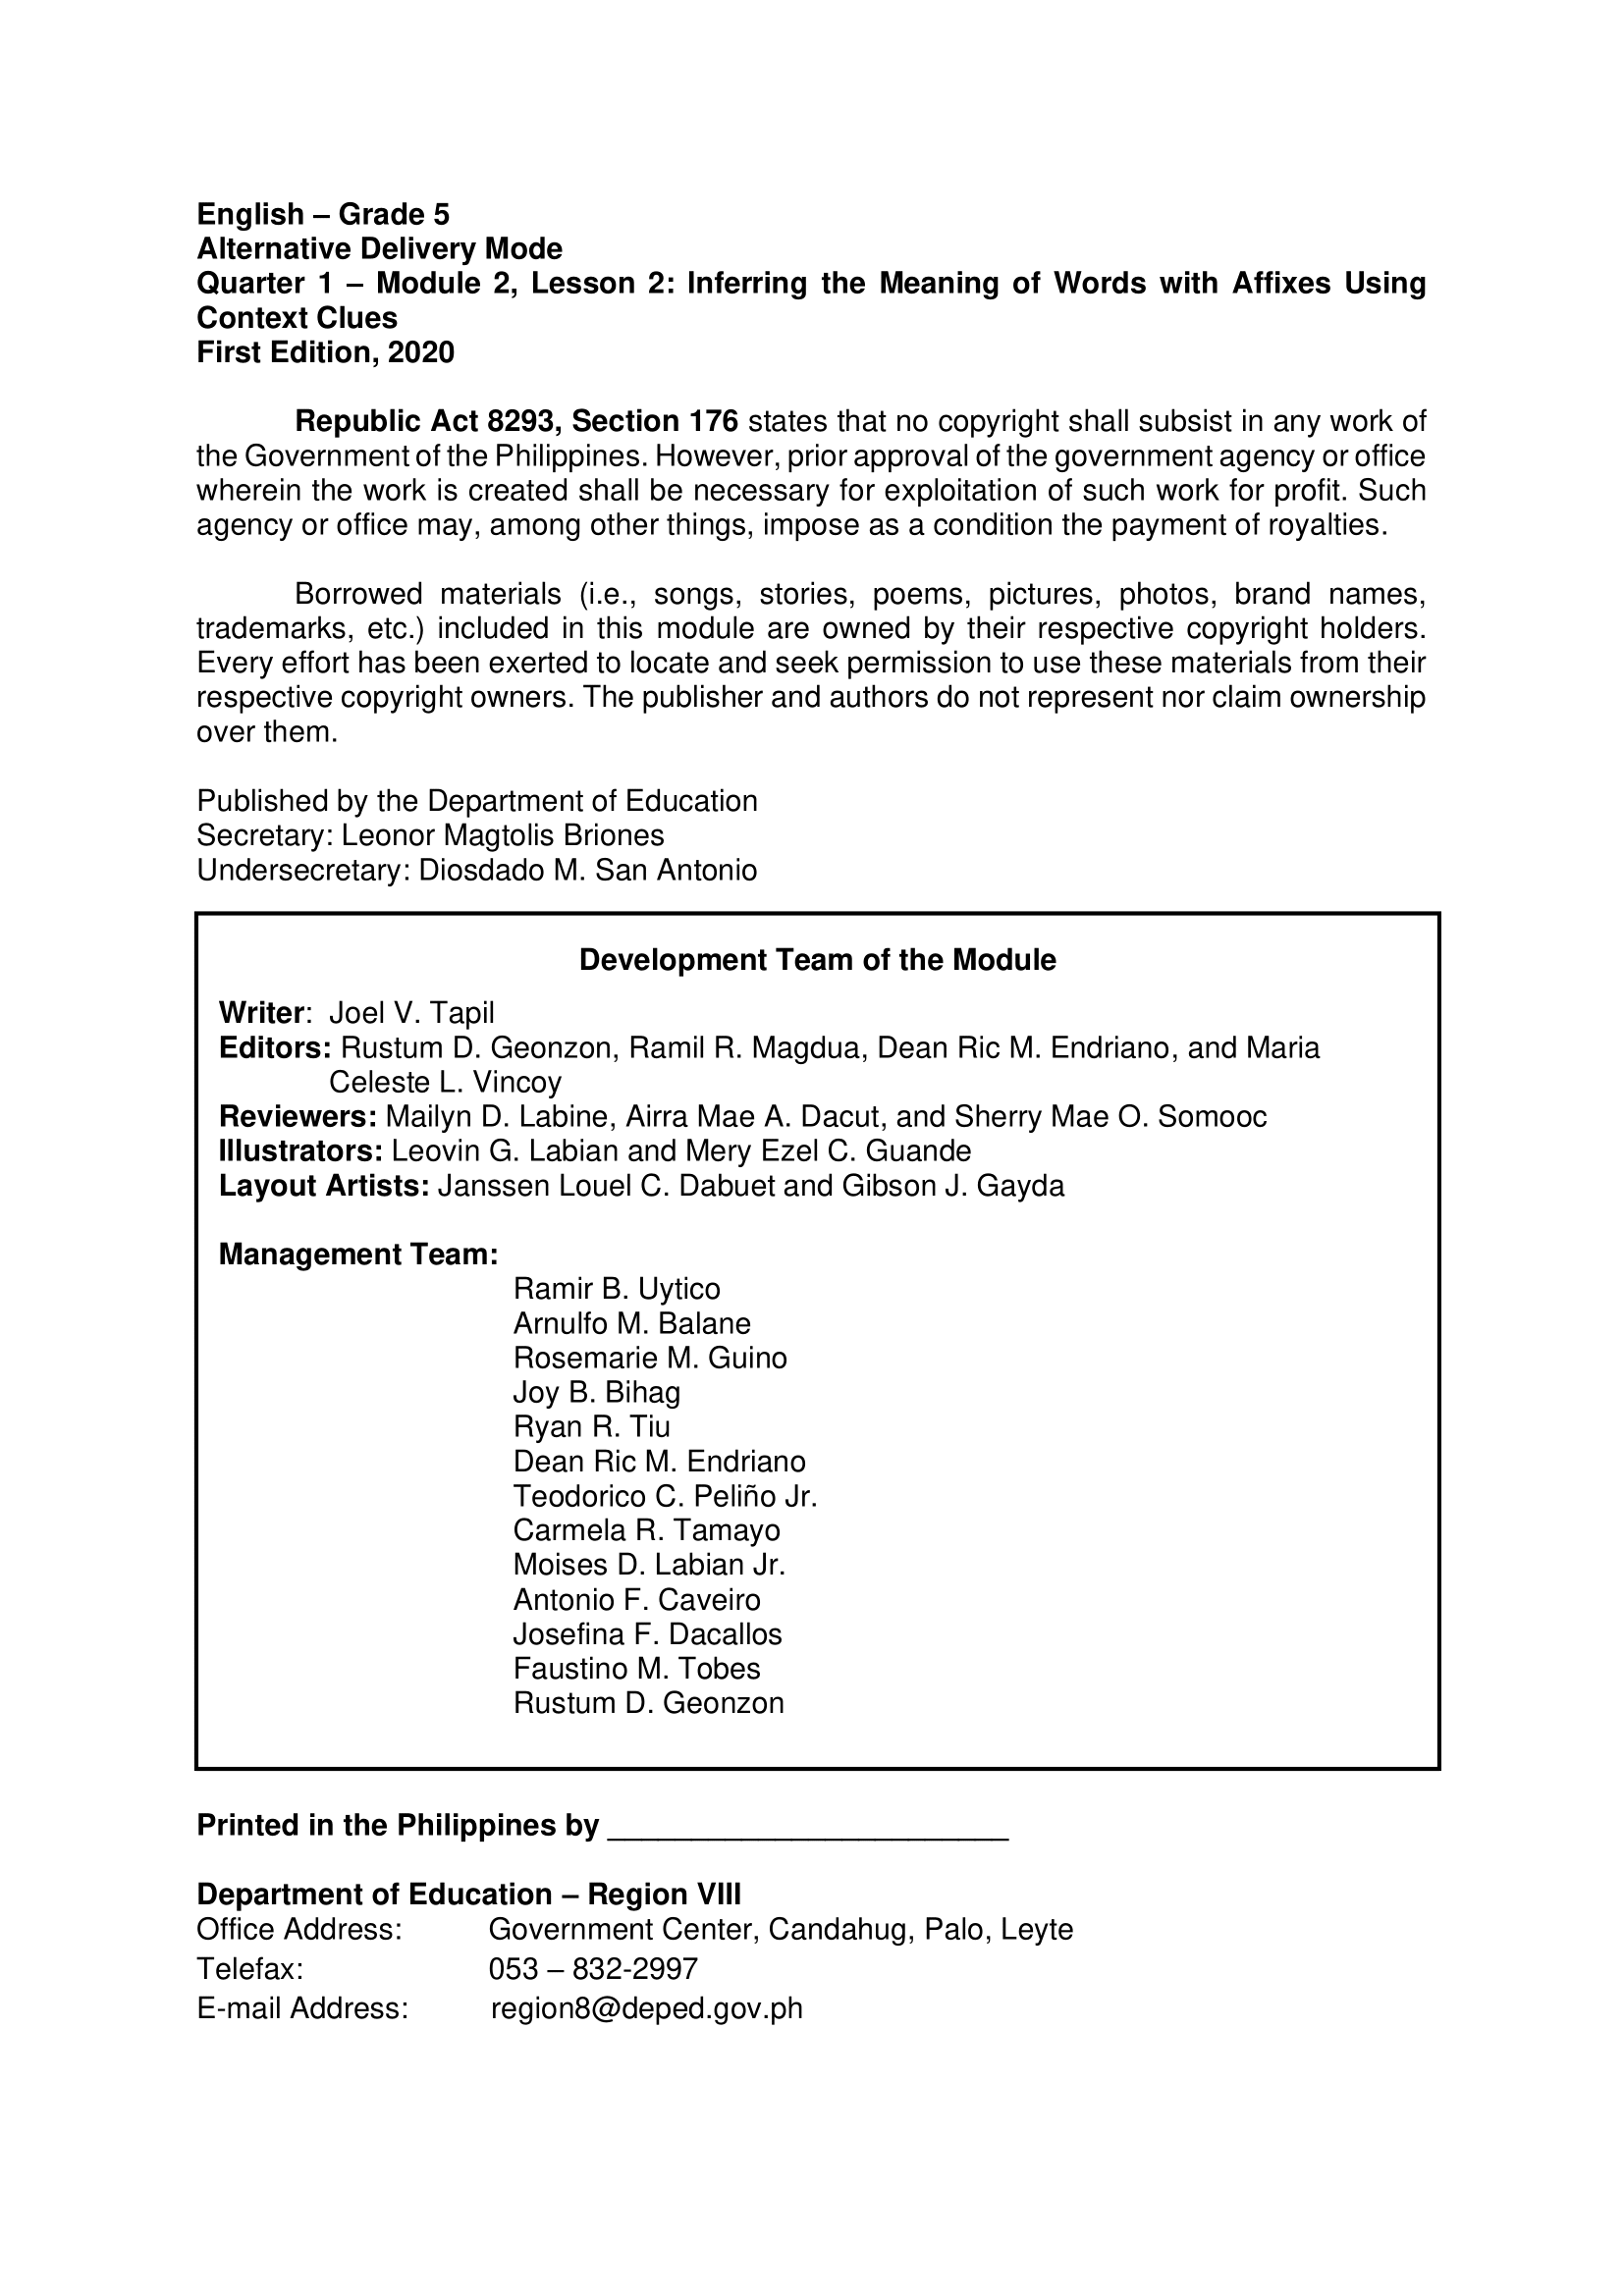 English – Grade 5
Alternative Delivery Mode
Quarter 1 – Module 2, Lesson 2: Inferring the Meaning of Words with Affixes Using
Context Clues
First Edition, 2020
Republic Act 8293, Section 176 states that no copyright shall subsist in any work of
the Government of the Philippines. However, prior approval of the government agency or office
wherein the work is created shall be necessary for exploitation of such work for profit. Such
agency or office may, among other things, impose as a condition the payment of royalties.
Borrowed materials (i.e., songs, stories, poems, pictures, photos, brand names,
trademarks, etc.) included in this module are owned by their respective copyright holders.
Every effort has been exerted to locate and seek permission to use these materials from their
respective copyright owners. The publisher and authors do not represent nor claim ownership
over them.
Published by the Department of Education
Secretary: Leonor Magtolis Briones
Undersecretary: Diosdado M. San Antonio
Development Team of the Module
Writer: Joel V. Tapil
Editors: Rustum D. Geonzon, Ramil R. Magdua, Dean Ric M. Endriano, and Maria
Celeste L. Vincoy
Reviewers: Mailyn D. Labine, Airra Mae A. Dacut, and Sherry Mae O. Somooc
Illustrators: Leovin G. Labian and Mery Ezel C. Guande
Layout Artists: Janssen Louel C. Dabuet and Gibson J. Gayda
Management Team:
Ramir B. Uytico
Arnulfo M. Balane
Rosemarie M. Guino
Joy B. Bihag
Ryan R. Tiu
Dean Ric M. Endriano
Teodorico C. Peliño Jr.
Carmela R. Tamayo
Moises D. Labian Jr.
Antonio F. Caveiro
Josefina F. Dacallos
Faustino M. Tobes
Rustum D. Geonzon
Printed in the Philippines by ________________________
Department of Education – Region VIII
Office Address: Government Center, Candahug, Palo, Leyte
Telefax: 053 – 832-2997
E-mail Address: region8@deped.gov.ph